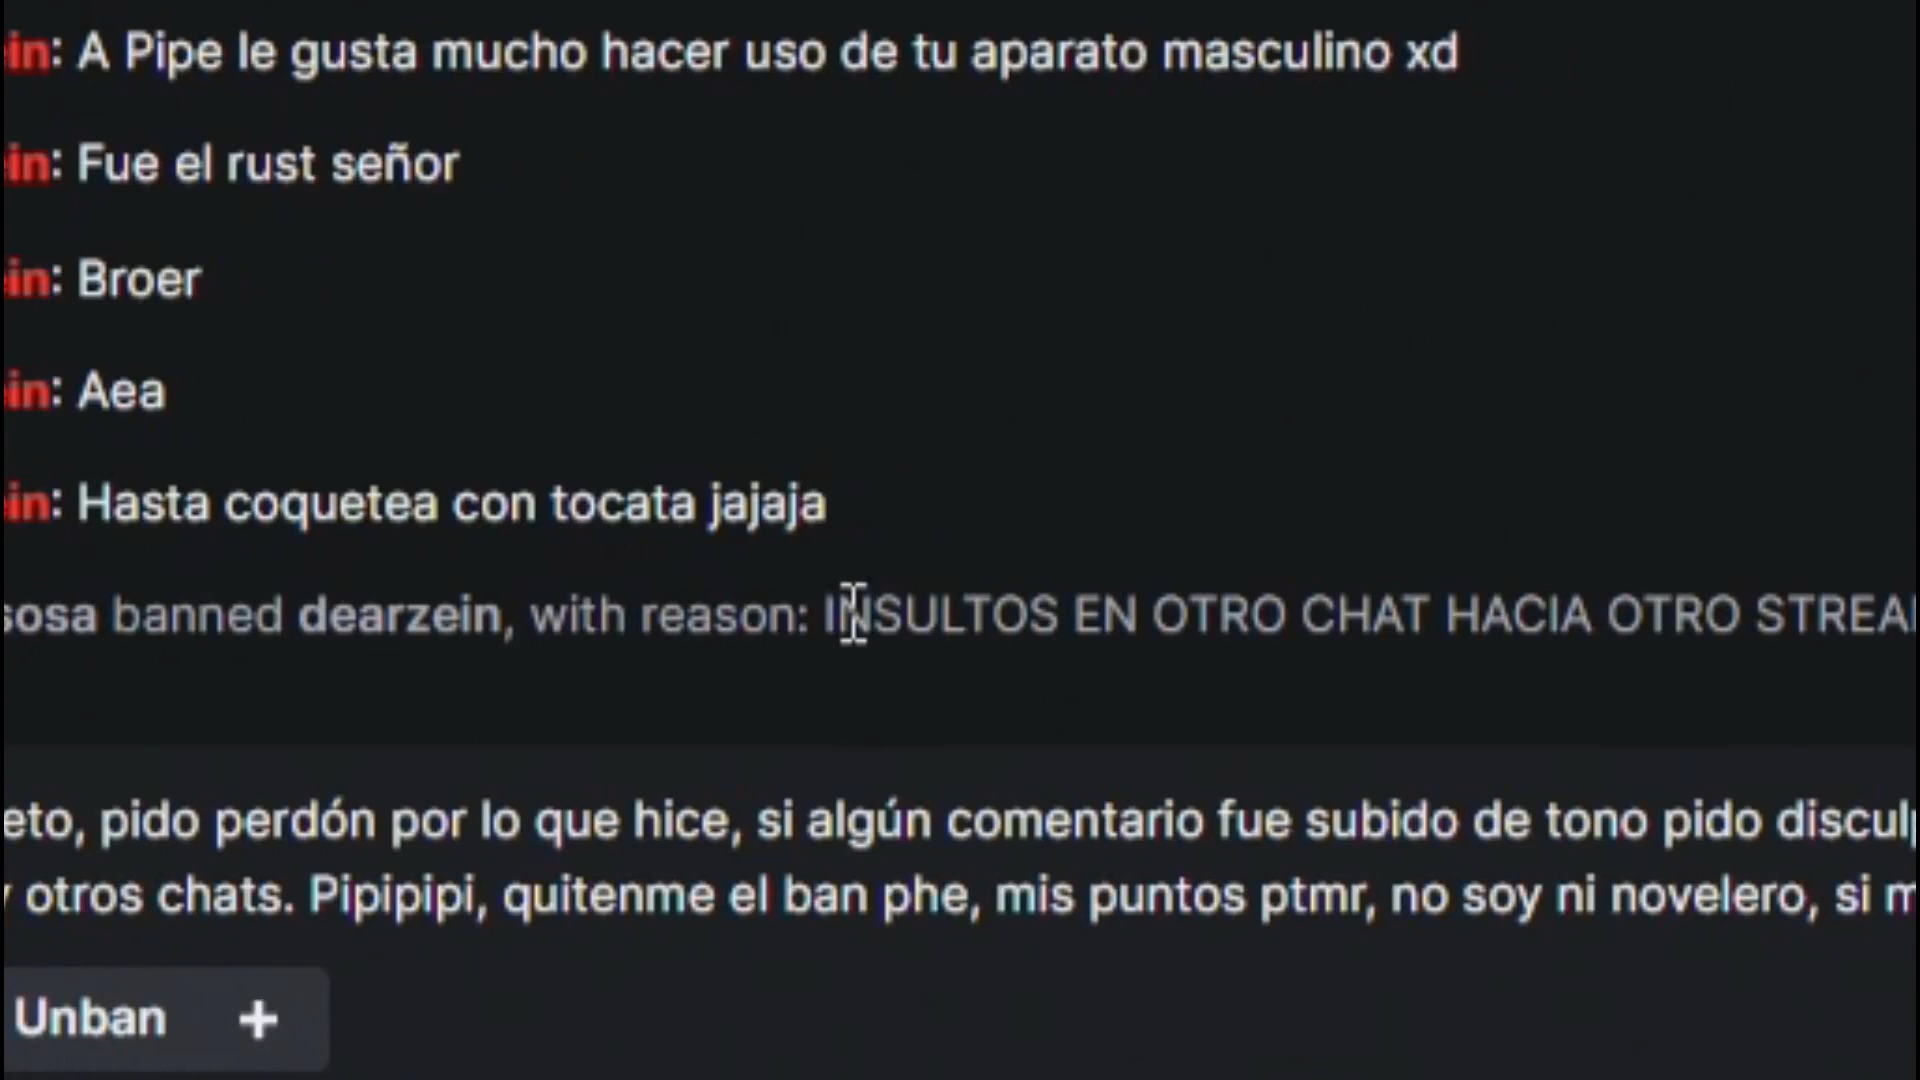 in: A Pipe le gusta mucho hacer uso de tu aparato masculino xd
in: Fue el rust señor
in: Broer
in: Aea
in: Hasta coquetea con tocata jajaja
sosa banned dearzein, with reason: INSULTOS EN OTRO CHAT HACIA OTRO STREA
eto, pido perdón por lo que hice, si algún comentario fue subido de tono pido discul
y otros chats. Pipipipi, quitenme el ban phe, mis puntos ptmr, no soy ni novelero, si m
Unban +